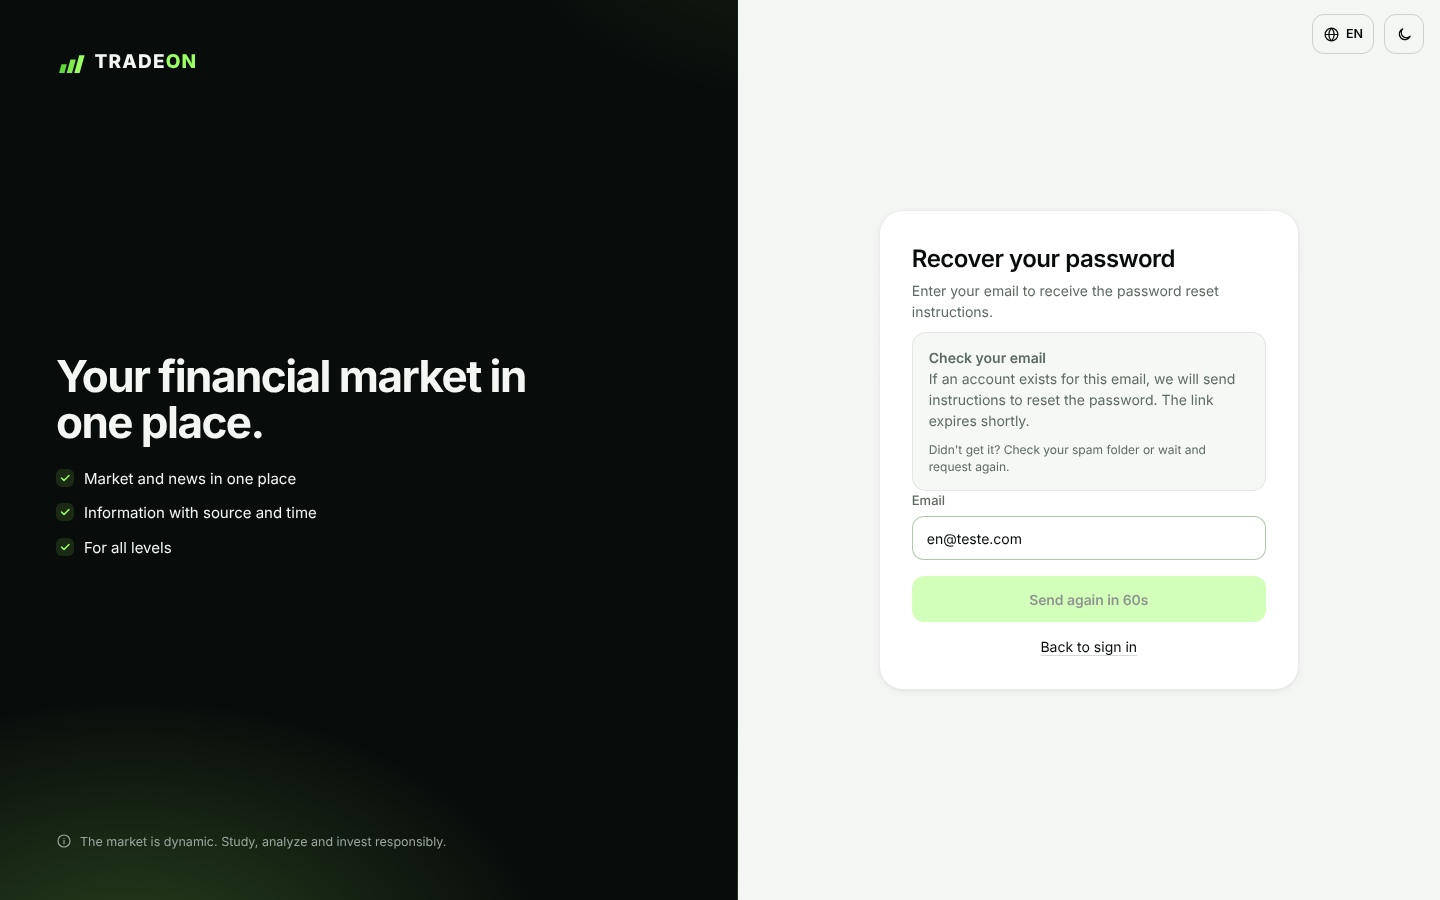 TRADEON
EN
Your financial market in
one place.
Market and news in one place
Information with source and time
For all levels
The market is dynamic. Study, analyze and invest responsibly.
Recover your password
Enter your email to receive the password reset
instructions.
Check your email
If an account exists for this email, we will send
instructions to reset the password. The link
expires shortly.
Didn't get it? Check your spam folder or wait and
request again.
Email
en@teste.com
Send again in 60s
Back to sign in